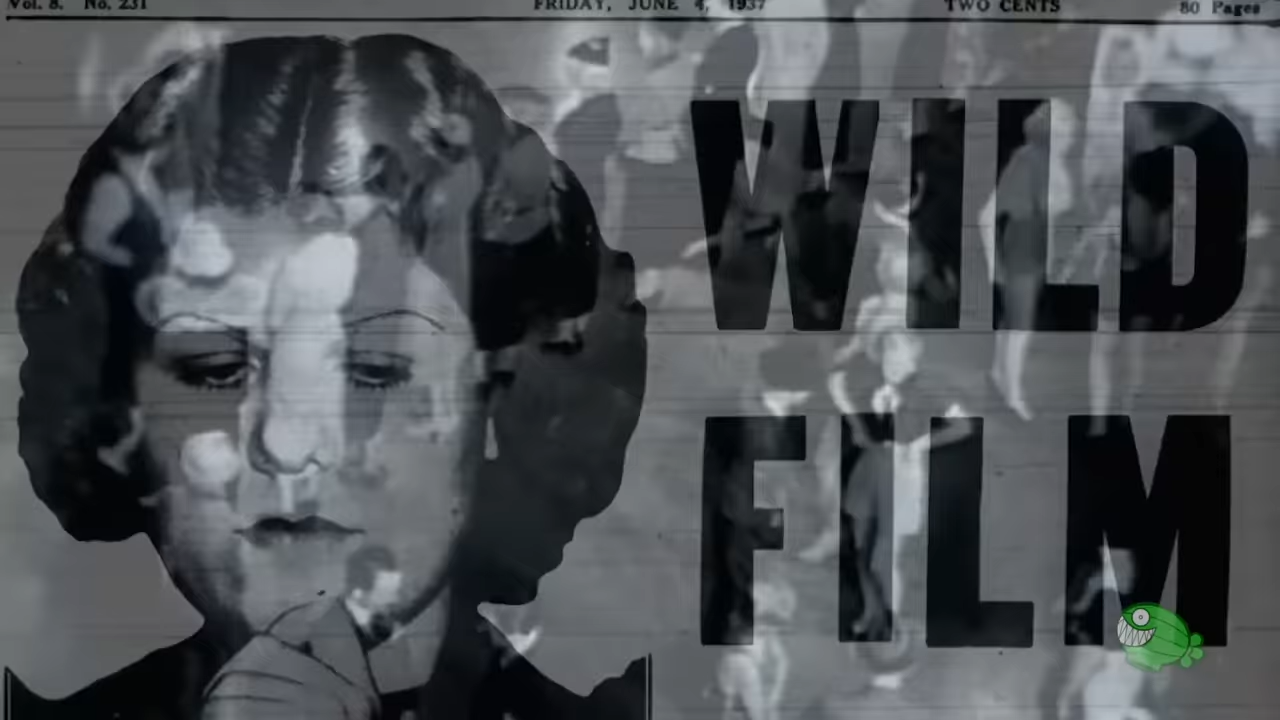 Vol. 8. No. 231 FRIDAY, JUNE 4, 1937 TWO CENTS 80 Pages
WILD
FILM